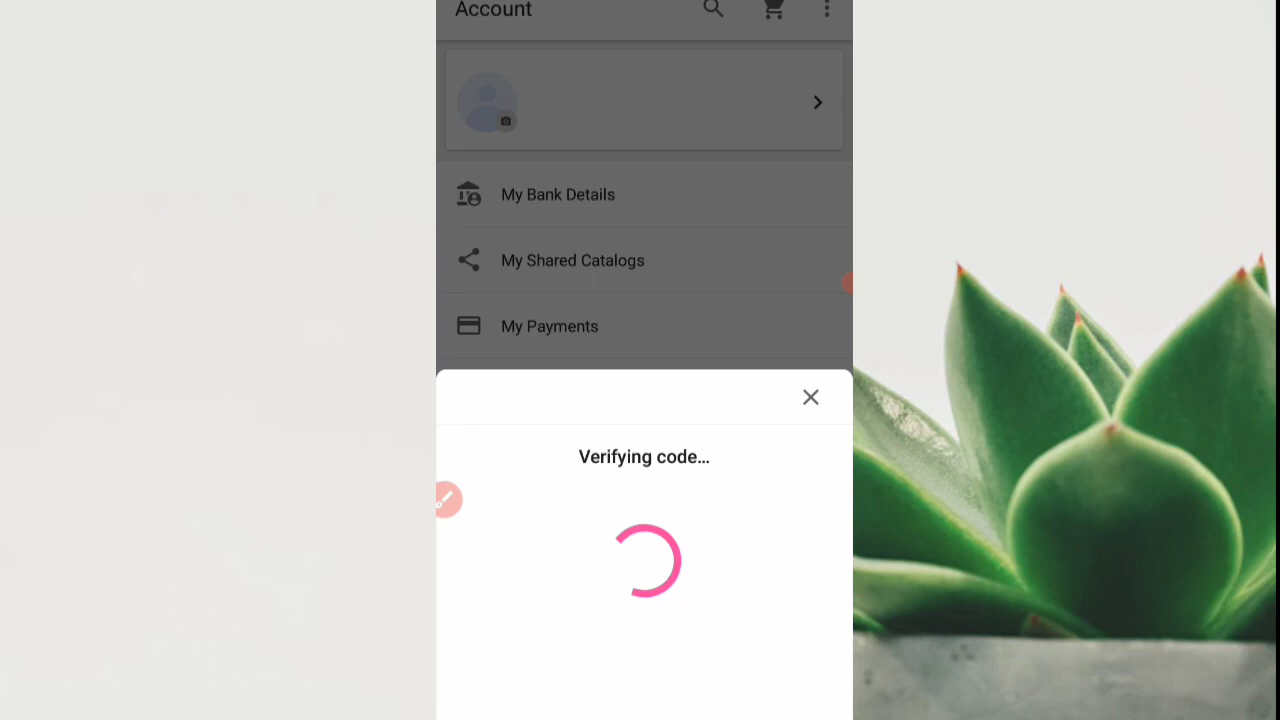 Account
My Bank Details
My Shared Catalogs
My Payments
Verifying code...